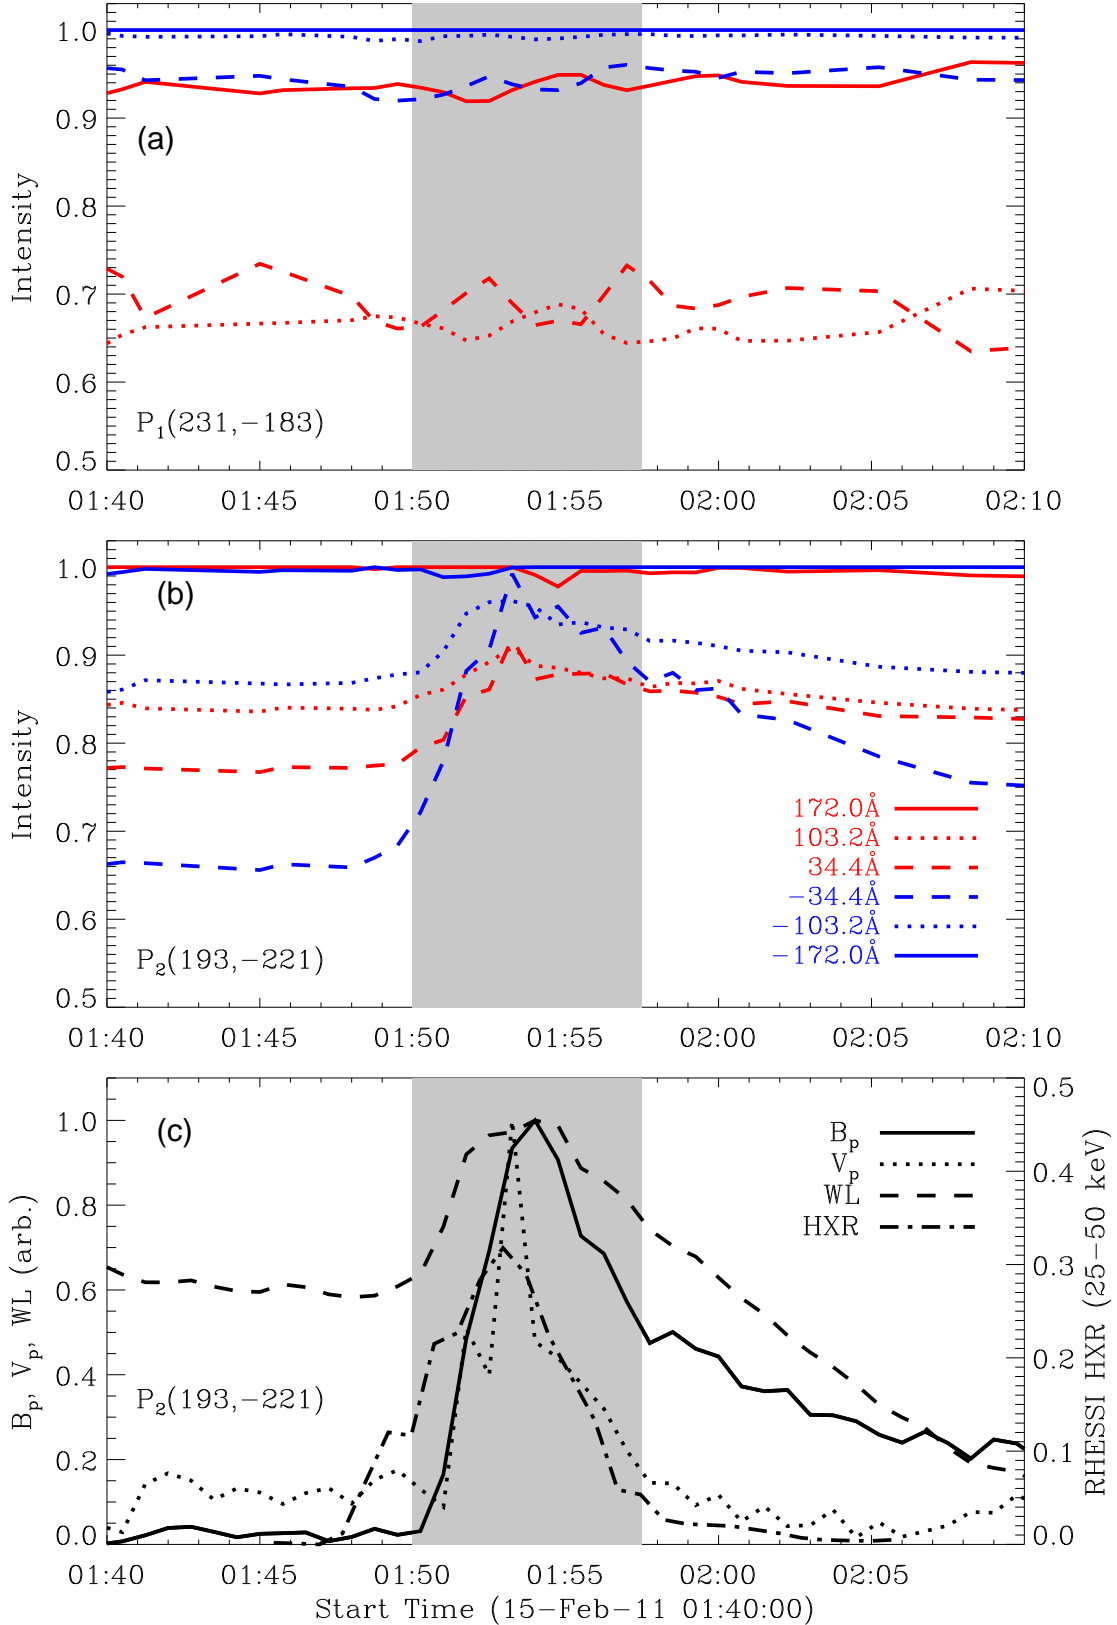 1.0
0.9
(a)
0.8
Intensity
0.7
0.6
P1(231,−183)
0.5
01:40 01:45 01:50 01:55 02:00 02:05 02:10
1.0
(b)
0.9
Intensity
0.8
172.0Å
103.2Å
0.7
34.4Å
−34.4Å
0.6
−103.2Å
P2(193,−221)
−172.0Å
0.5
01:40 01:45 01:50 01:55 02:00 02:05 02:10
0.5
1.0
(c)
Bp
Vp
0.4
WL
0.8
HXR
Bp, Vp, WL (arb.)
RHESSI HXR (25−50 keV)
0.3
0.6
0.2
0.4
P2(193,−221)
0.1
0.2
0.0
0.0
01:40 01:45 01:50 01:55 02:00 02:05
Start Time (15−Feb−11 01:40:00)